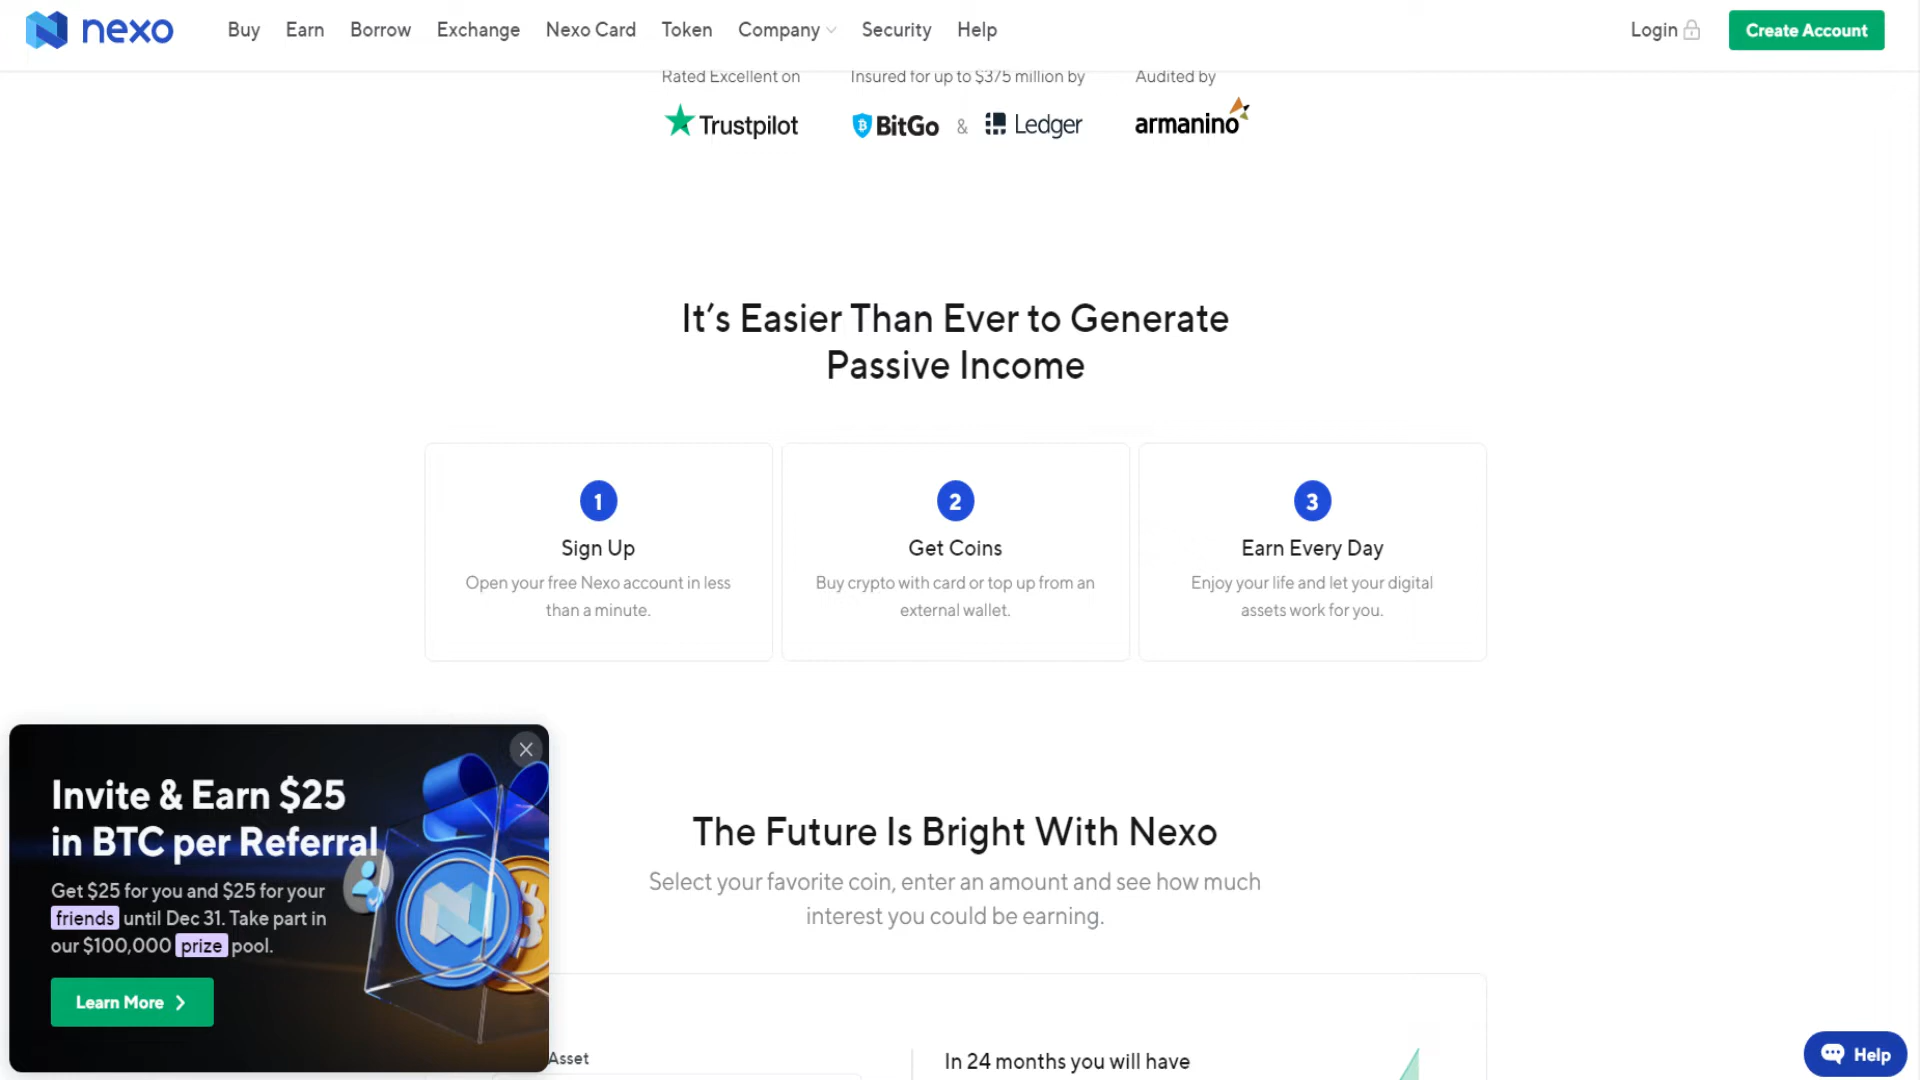 nexo
Buy Earn Borrow Exchange Nexo Card Token Company Security Help
Login Create Account
Rated Excellent on
Trustpilot
Insured for up to $375 million by
BitGo & Ledger
Audited by
armanino
It's Easier Than Ever to Generate
Passive Income
1
Sign Up
Open your free Nexo account in less
than a minute.
2
Get Coins
Buy crypto with card or top up from an
external wallet.
3
Earn Every Day
Enjoy your life and let your digital
assets work for you.
Invite & Earn $25
in BTC per Referral
Get $25 for you and $25 for your
friends until Dec 31. Take part in
our $100,000 prize pool.
Learn More
The Future Is Bright With Nexo
Select your favorite coin, enter an amount and see how much
interest you could be earning.
Asset
In 24 months you will have
Help